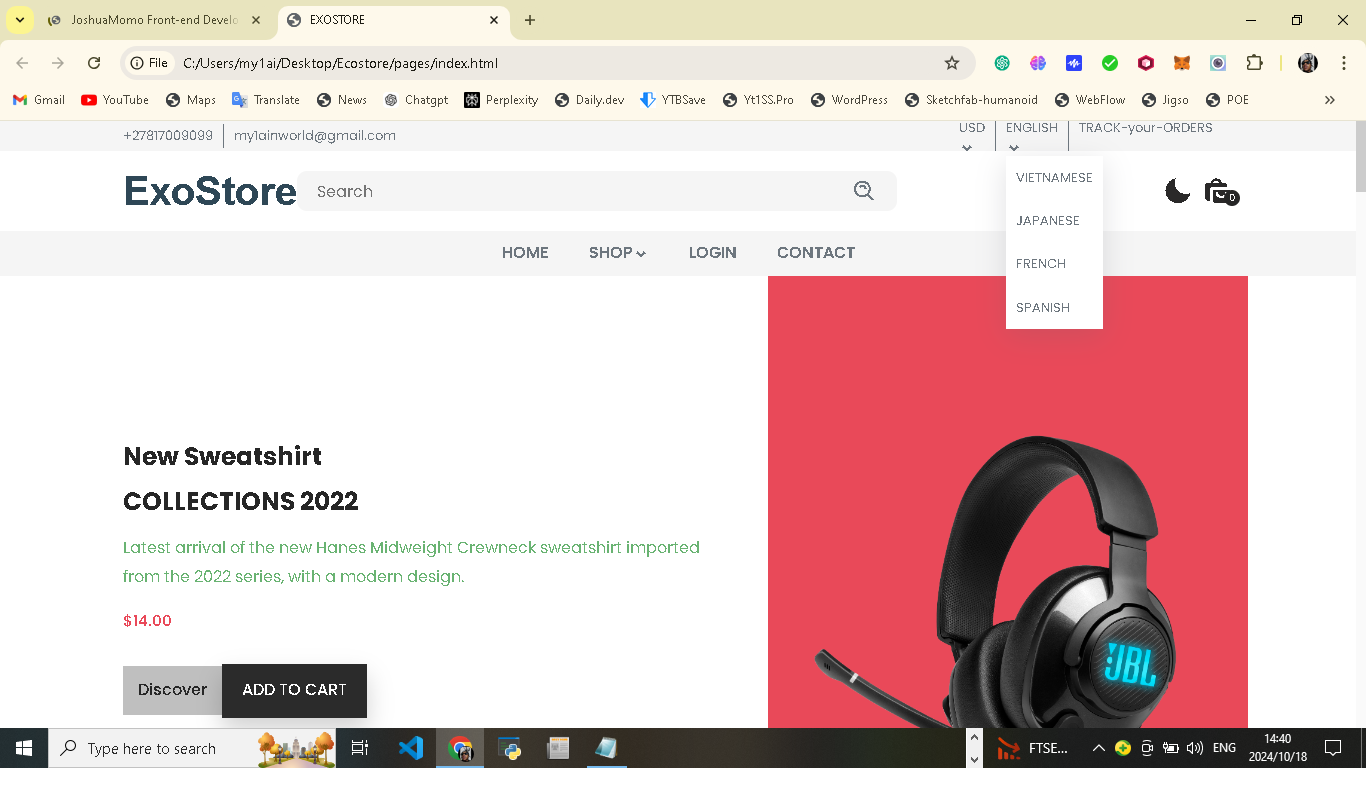 JoshuaMomo Front-end Develo
EXOSTORE
File
C:/Users/my1ai/Desktop/Ecostore/pages/index.html
Gmail
YouTube
Maps
Translate
News
Chatgpt
Perplexity
Daily.dev
YTBSave
Yt1SS.Pro
WordPress
Sketchfab-humanoid
WebFlow
Jigso
POE
+27817009099
my1ainworld@gmail.com
USD
ENGLISH
TRACK-your-ORDERS
ExoStore
Search
0
VIETNAMESE
JAPANESE
FRENCH
SPANISH
HOME
SHOP
LOGIN
CONTACT
New Sweatshirt
COLLECTIONS 2022
Latest arrival of the new Hanes Midweight Crewneck sweatshirt imported
from the 2022 series, with a modern design.
$14.00
Discover
ADD TO CART
JBL
Type here to search
FTSE...
ENG
14:40
2024/10/18